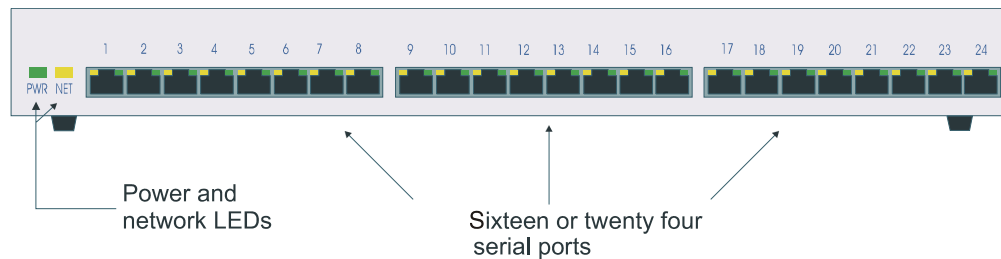 1 2 3 4 5 6 7 8 9 10 11 12 13 14 15 16 17 18 19 20 21 22 23 24
PWR NET
Power and
network LEDs
Sixteen or twenty four
serial ports